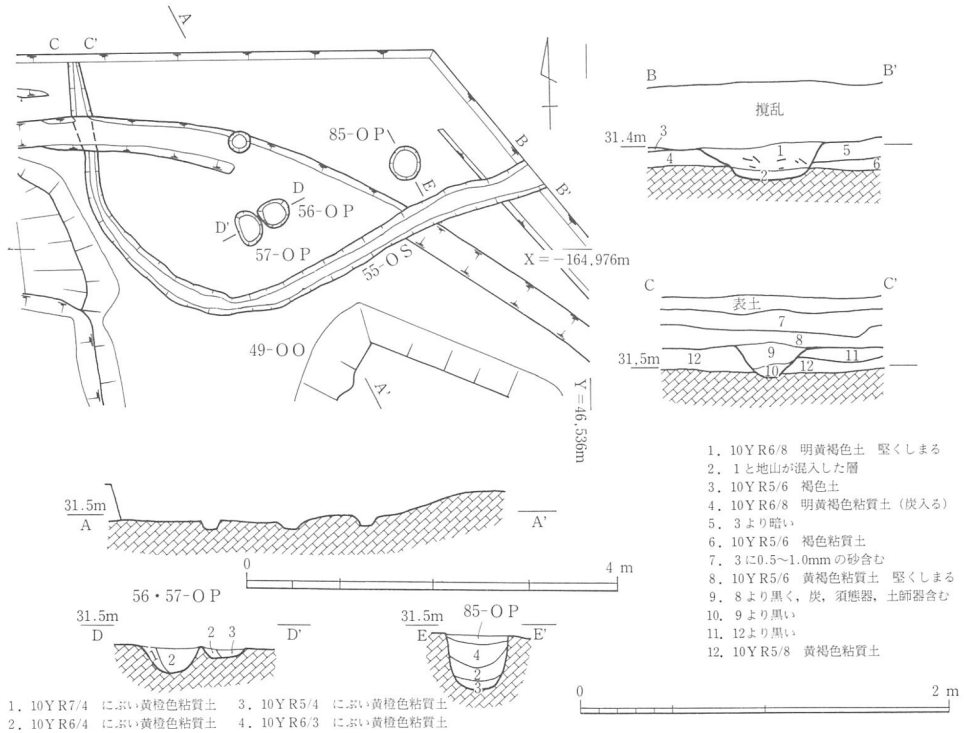 A
C C'
85-OP
B
E
D
56-OP
D'
B'
57-OP
55-OS
X=-164,976m
49-OO
A'
Y=46,536m
B B'
攪乱
31.4m
3
1
5
4
2
6
C C'
表土
7
8
31.5m
12
9
11
10
12
31.5m
A A'
0 4 m
56・57-OP
31.5m
D D'
2 3
1 2
85-OP
31.5m
E E'
4
2
3
1. 10YR7/4 にぶい黄橙色粘質土 3. 10YR5/4 にぶい黄橙色粘質土
2. 10YR6/4 にぶい黄橙色粘質土 4. 10YR6/3 にぶい黄橙色粘質土
1. 10YR6/8 明黄褐色土 堅くしまる
2. 1と地山が混入した層
3. 10YR5/6 褐色土
4. 10YR6/8 明黄褐色粘質土(炭入る)
5. 3より暗い
6. 10YR5/6 褐色粘質土
7. 3に0.5〜1.0mmの砂含む
8. 10YR5/6 黄褐色粘質土 堅くしまる
9. 8より黒く,炭,須恵器,土師器含む
10. 9より黒い
11. 12より黒い
12. 10YR5/8 黄褐色粘質土
0 2 m